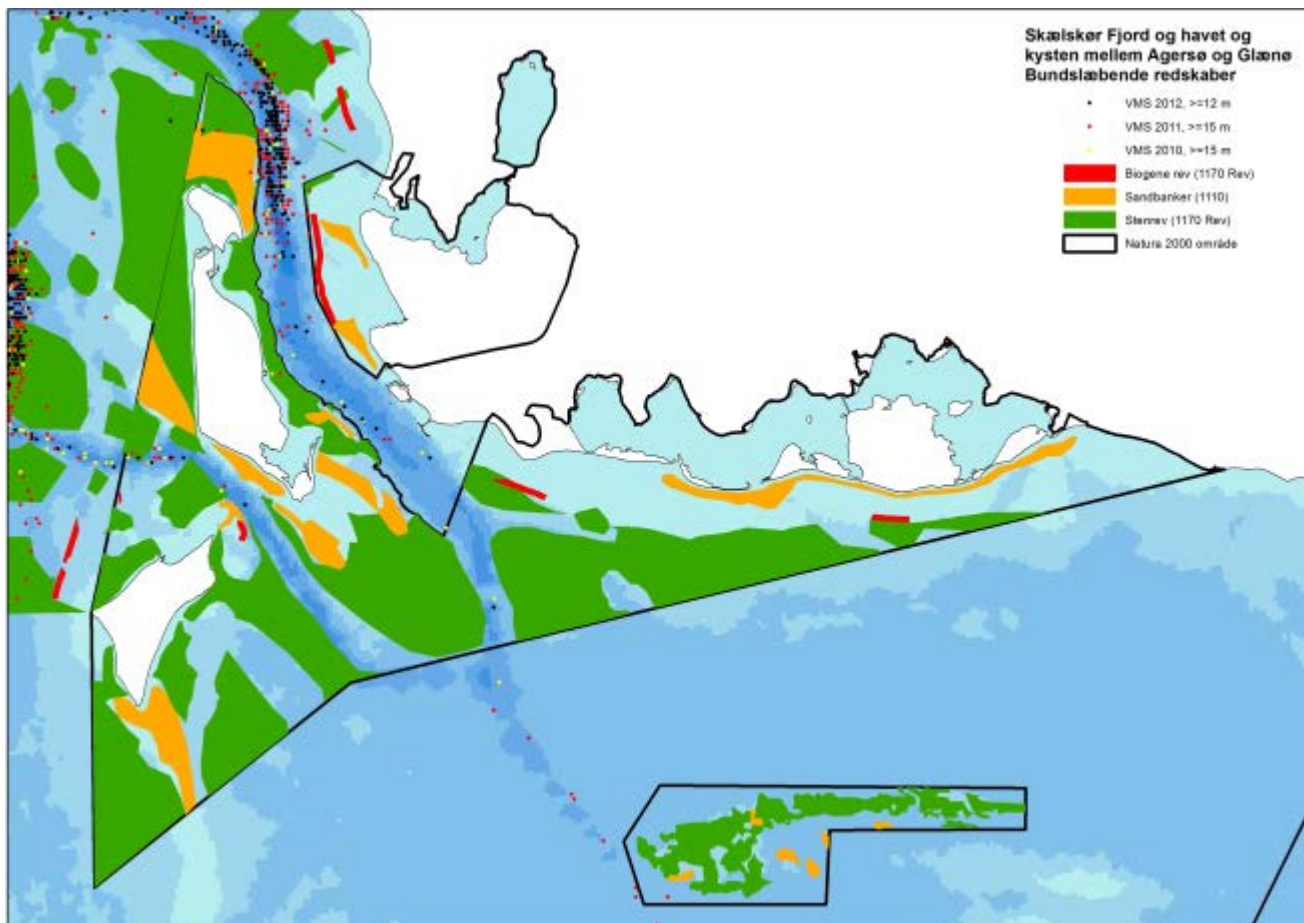 Skælskør Fjord og havet og
kysten mellem Agersø og Glænø
Bundslæbende redskaber
VMS 2012, >=12 m
VMS 2011, >=15 m
VMS 2010, >=15 m
Biogene rev (1170 Rev)
Sandbanker (1110)
Stenrev (1170 Rev)
Natura 2000 område